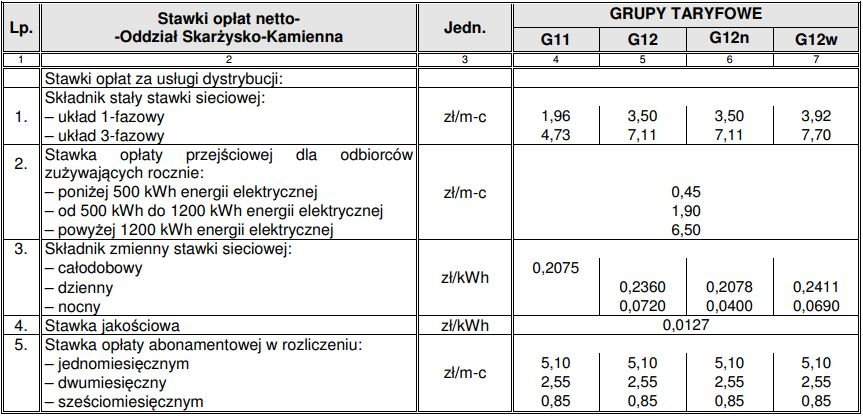 Lp. Stawki opłat netto- -Oddział Skarżysko-Kamienna Jedn. GRUPY TARYFOWE
G11 G12 G12n G12w
1 2 3 4 5 6 7
Stawki opłat za usługi dystrybucji:
1. Składnik stały stawki sieciowej: zł/m-c
– układ 1-fazowy 1,96 3,50 3,50 3,92
– układ 3-fazowy 4,73 7,11 7,11 7,70
2. Stawka opłaty przejściowej dla odbiorców
zużywających rocznie: zł/m-c
– poniżej 500 kWh energii elektrycznej 0,45
– od 500 kWh do 1200 kWh energii elektrycznej 1,90
– powyżej 1200 kWh energii elektrycznej 6,50
3. Składnik zmienny stawki sieciowej: zł/kWh
– całodobowy 0,2075
– dzienny 0,2360 0,2078 0,2411
– nocny 0,0720 0,0400 0,0690
4. Stawka jakościowa zł/kWh 0,0127
5. Stawka opłaty abonamentowej w rozliczeniu: zł/m-c
– jednomiesięcznym 5,10 5,10 5,10 5,10
– dwumiesięczny 2,55 2,55 2,55 2,55
– sześciomiesięcznym 0,85 0,85 0,85 0,85